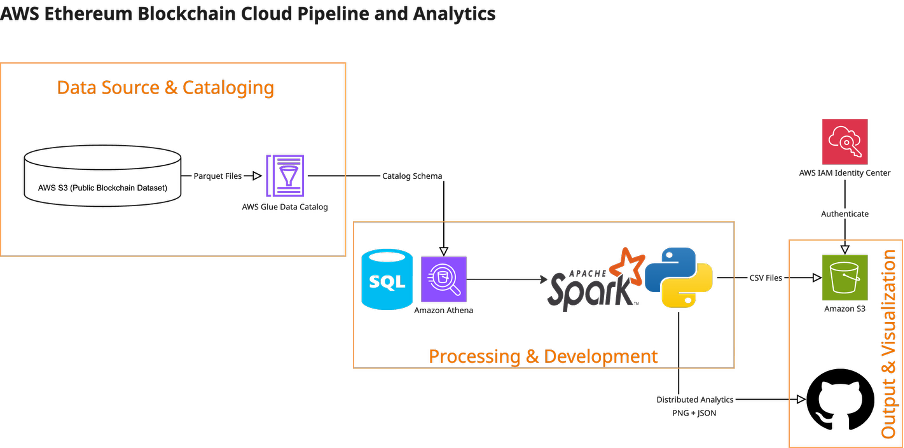 AWS Ethereum Blockchain Cloud Pipeline and Analytics
Data Source & Cataloging
AWS S3 (Public Blockchain Dataset)
Parquet Files
AWS Glue Data Catalog
Catalog Schema
AWS IAM Identity Center
Authenticate
SQL
Amazon Athena
APACHE
Spark
TM
CSV Files
Amazon S3
Processing & Development
Distributed Analytics
PNG + JSON
Output & Visualization